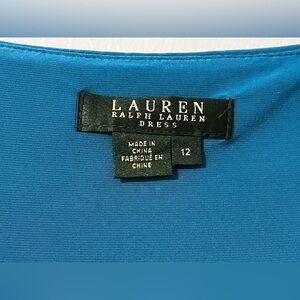 LAUREN
RALPH LAUREN
DRESS
MADE IN
CHINA
FABRIQUÉ EN
CHINE
12